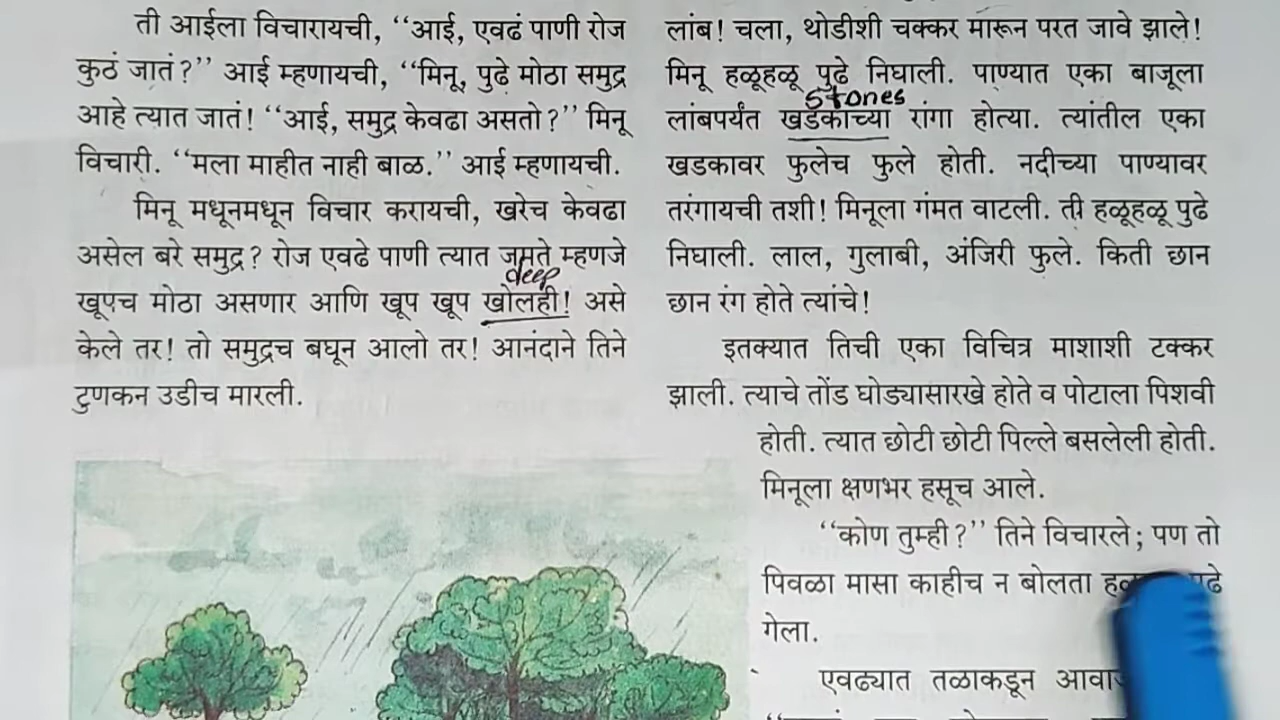 ती आईला विचारायची, ‘‘आई, एवढं पाणी रोज
कुठं जातं?’’ आई म्हणायची, ‘‘मिनू, पुढे मोठा समुद्र
आहे त्यात जातं! ‘‘आई, समुद्र केवढा असतो?’’ मिनू
विचारी. ‘‘मला माहीत नाही बाळ.’’ आई म्हणायची.
मिनू मधूनमधून विचार करायची, खरेच केवढा
असेल बरे समुद्र? रोज एवढे पाणी त्यात जमते म्हणजे
deep
खूपच मोठा असणार आणि खूप खूप खोलही! असे
केले तर! तो समुद्रच बघून आलो तर! आनंदाने तिने
टुणकन उडीच मारली.
लांब! चला, थोडीशी चक्कर मारून परत जावे झाले!
मिनू हळूहळू पुढे निघाली. पाण्यात एका बाजूला
stones
लांबपर्यंत खडकांच्या रांगा होत्या. त्यांतील एका
खडकावर फुलेच फुले होती. नदीच्या पाण्यावर
तरंगायची तशी! मिनूला गंमत वाटली. ती हळूहळू पुढे
निघाली. लाल, गुलाबी, अंजिरी फुले. किती छान
छान रंग होते त्यांचे!
इतक्यात तिची एका विचित्र माशाशी टक्कर
झाली. त्याचे तोंड घोड्यासारखे होते व पोटाला पिशवी
होती. त्यात छोटी छोटी पिल्ले बसलेली होती.
मिनूला क्षणभर हसूच आले.
‘‘कोण तुम्ही?’’ तिने विचारले; पण तो
पिवळा मासा काहीच न बोलता
गेला.
एवढ्यात तळाकडून